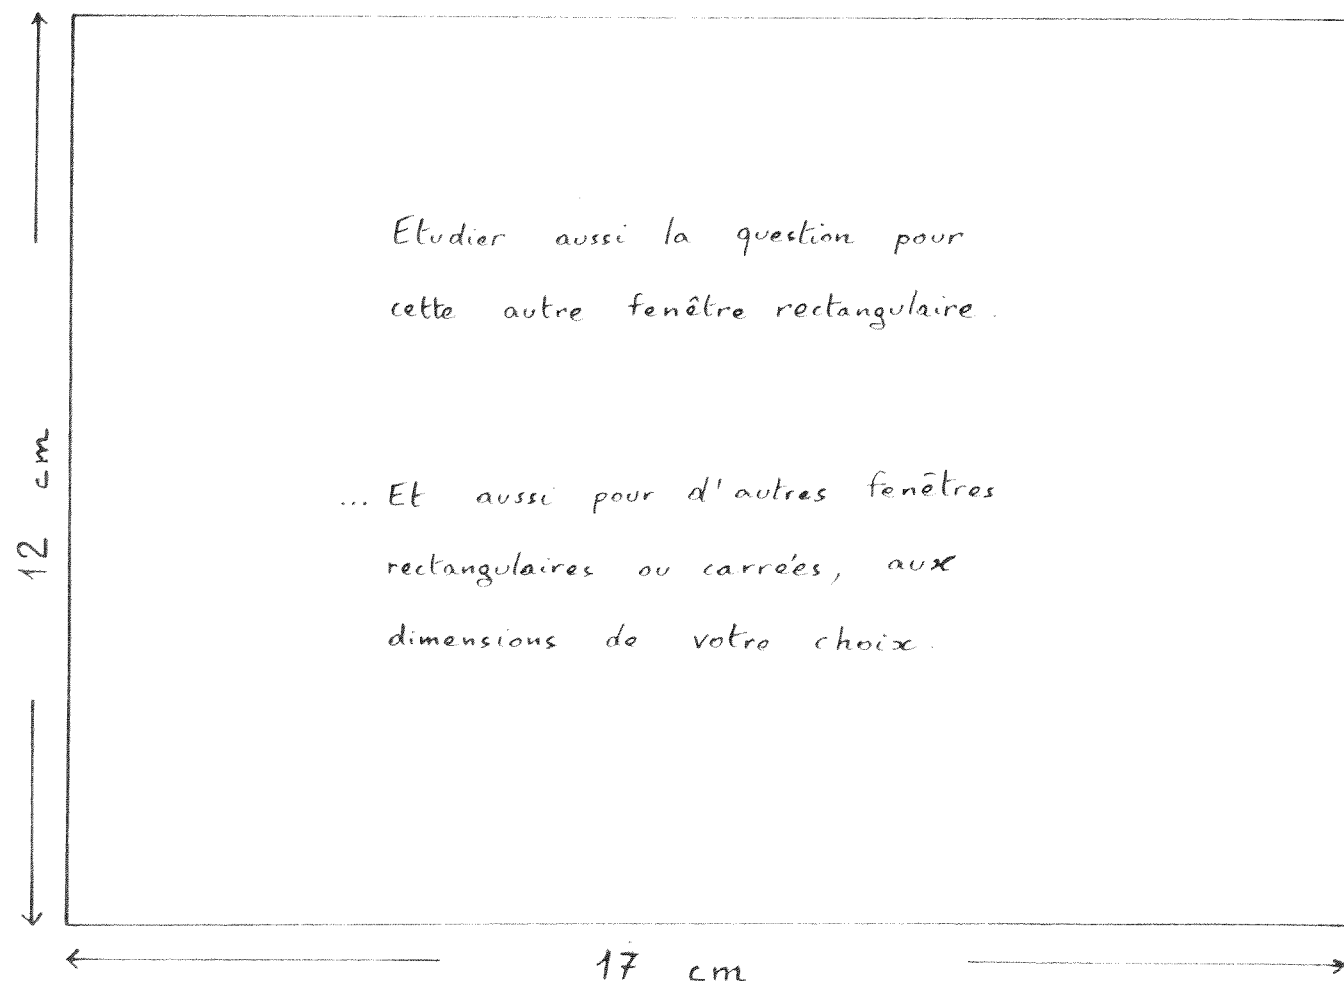 Etudier aussi la question pour
cette autre fenêtre rectangulaire.
... Et aussi pour d'autres fenêtres
rectangulaires ou carrées, aux
dimensions de votre choix.
12 cm
17 cm